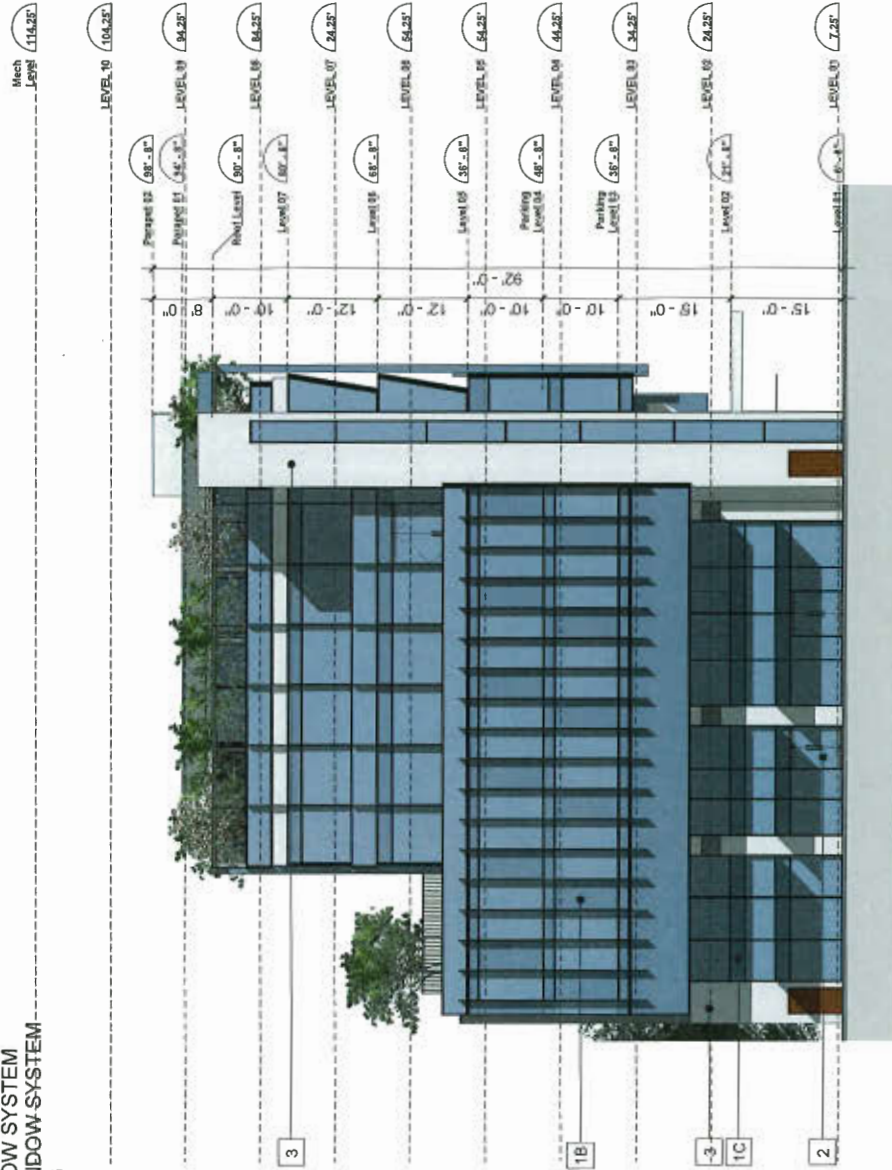 OW SYSTEM
NDOW SYSTEM
Mech
Level
114.25'
LEVEL 10
104.25'
LEVEL 09
94.25'
LEVEL 08
84.25'
LEVEL 07
24.25'
LEVEL 06
64.25'
LEVEL 05
54.25'
LEVEL 04
44.25'
LEVEL 03
34.25'
LEVEL 02
24.25'
LEVEL 01
7.25'
Parapet 02
98' - 8"
Parapet 01
94' - 8"
Roof Level
90' - 8"
Level 07
Level 06
68' - 8"
Level 05
Parking
Level 04
46' - 8"
Parking
Level 03
36' - 8"
Level 02
21' - 8"
Level 01
92' - 0"
8' - 0"
10' - 0"
12' - 0"
12' - 0"
10' - 0"
10' - 0"
15' - 0"
15' - 0"
3
1B
3
1C
2